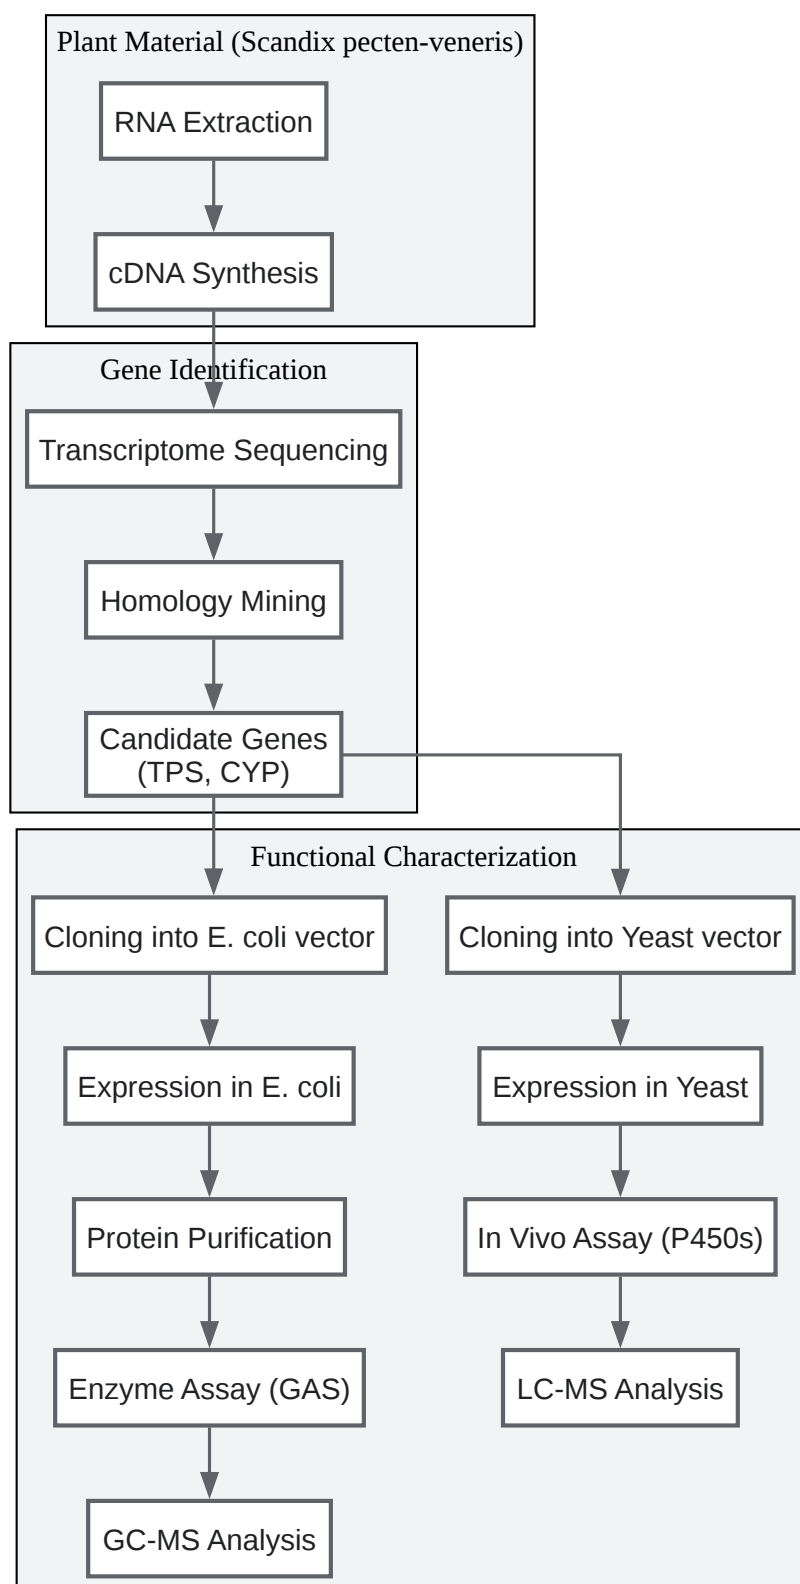 Plant Material (Scandix pecten-veneris)
RNA Extraction
cDNA Synthesis
Gene Identification
Transcriptome Sequencing
Homology Mining
Candidate Genes
(TPS, CYP)
Functional Characterization
Cloning into E. coli vector
Cloning into Yeast vector
Expression in E. coli
Expression in Yeast
Protein Purification
In Vivo Assay (P450s)
Enzyme Assay (GAS)
LC-MS Analysis
GC-MS Analysis